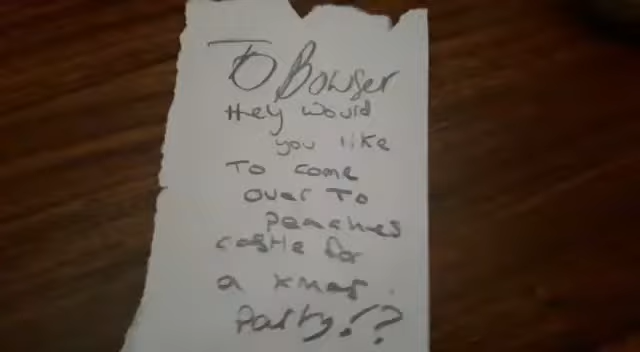 To Bowser
Hey would
you like
To come
over To
Peaches
castle for
a xmas
Party!?